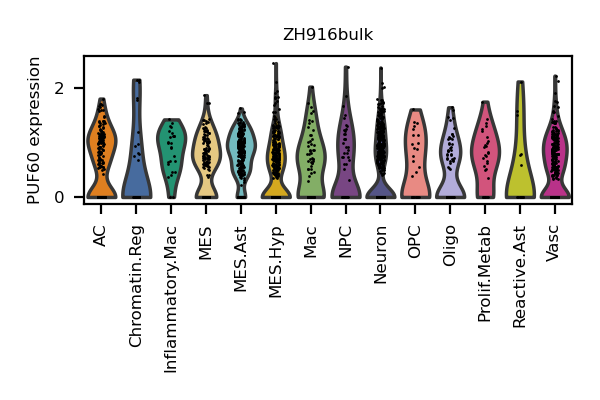 ZH916bulk
PUF60 expression
2
0
AC
Chromatin.Reg
Inflammatory.Mac
MES
MES.Ast
MES.Hyp
Mac
NPC
Neuron
OPC
Oligo
Prolif.Metab
Reactive.Ast
Vasc